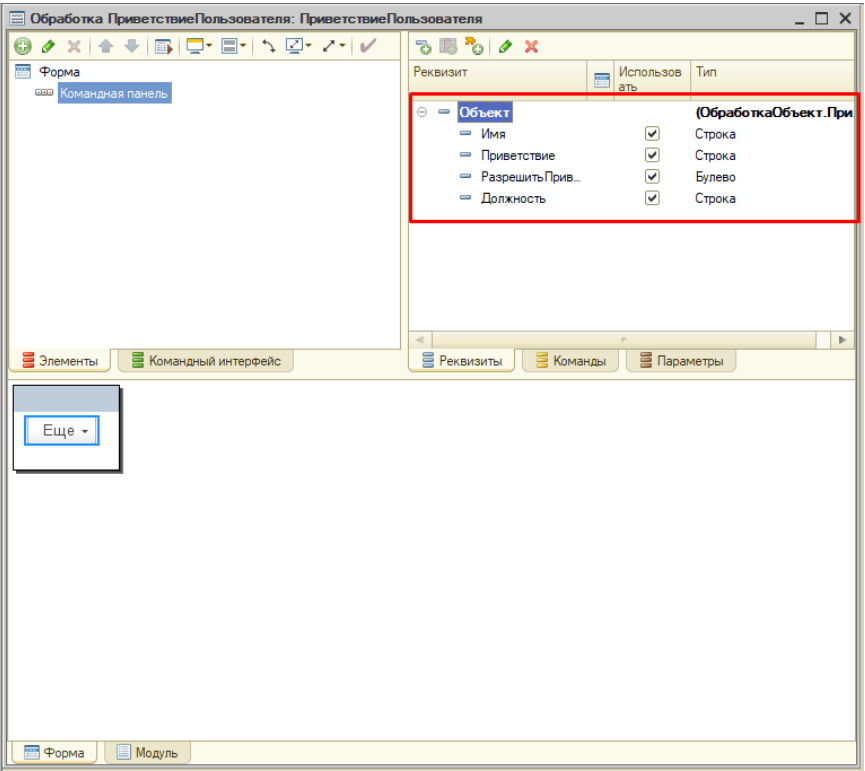 Обработка ПриветствиеПользователя: ПриветствиеПользователя
Форма
Командная панель
Реквизит Использов Тип
ать
Объект (ОбработкаОбъект.При
Имя Строка
Приветствие Строка
РазрешитьПрив... Булево
Должность Строка
Элементы Командный интерфейс Реквизиты Команды Параметры
Еще
Форма Модуль